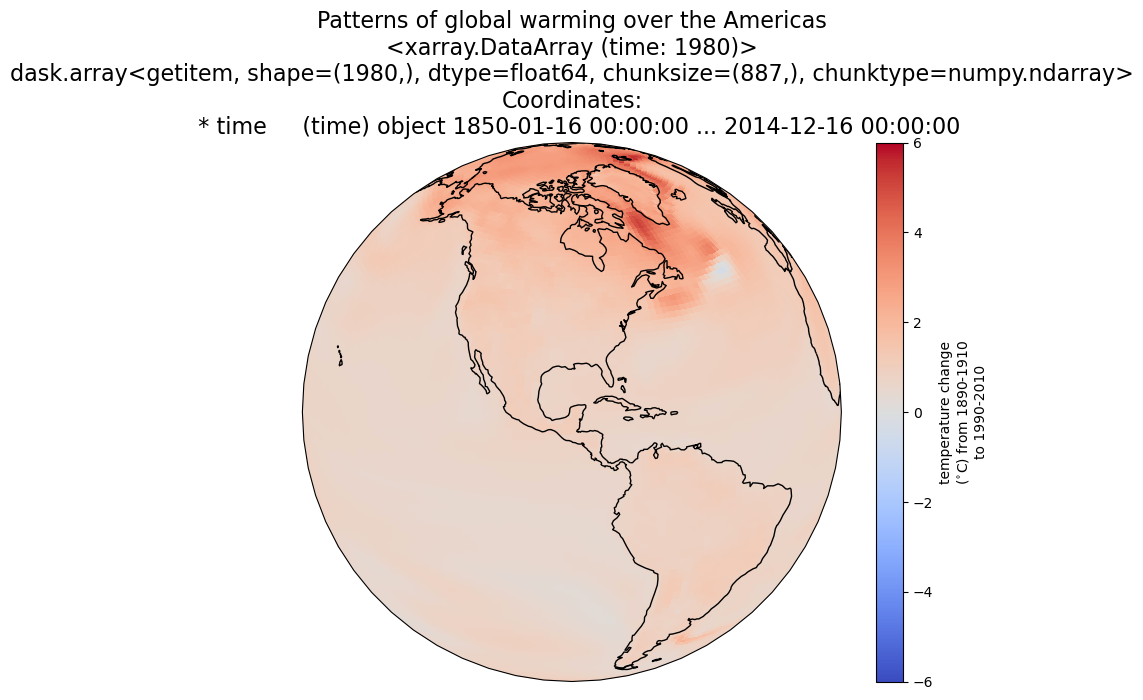 Patterns of global warming over the Americas
<xarray.DataArray (time: 1980)>
dask.array<getitem, shape=(1980,), dtype=float64, chunksize=(887,), chunktype=numpy.ndarray>
Coordinates:
* time     (time) object 1850-01-16 00:00:00 ... 2014-12-16 00:00:00
6
4
2
0
−2
−4
−6
temperature change
(°C) from 1890-1910
to 1990-2010